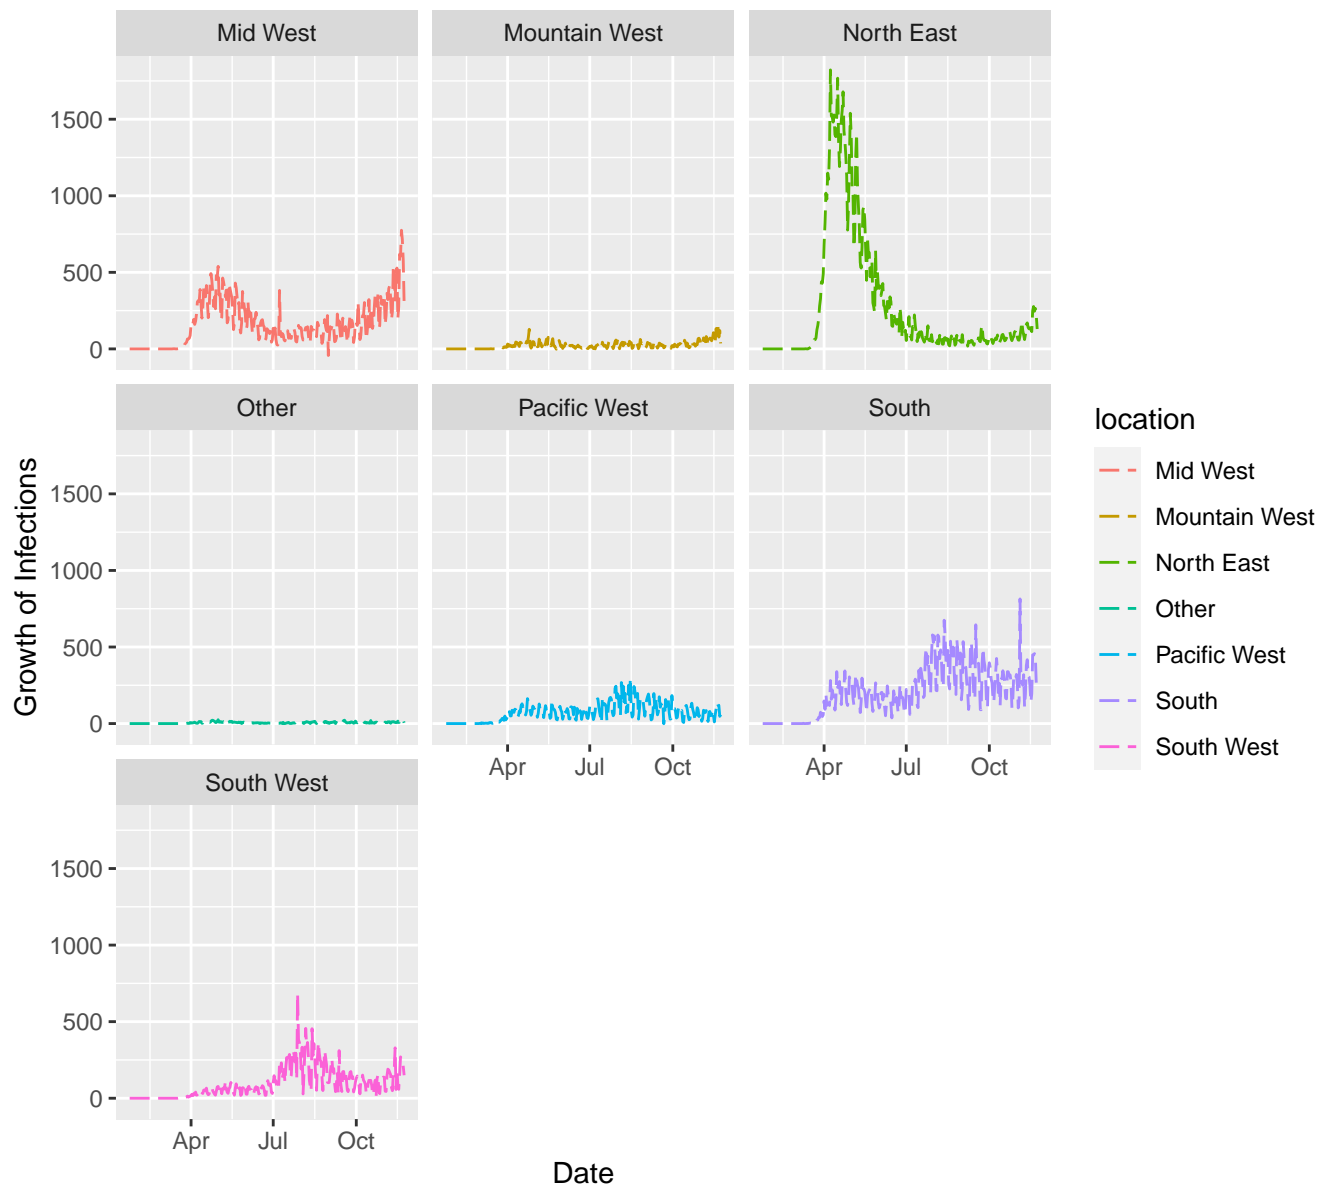 Mid West
Mountain West
North East
1500
1000
500
0
Other
Pacific West
South
1500
1000
500
0
Apr Jul Oct
Apr Jul Oct
South West
1500
1000
500
0
Apr Jul Oct
Date
Growth of Infections
location
Mid West
Mountain West
North East
Other
Pacific West
South
South West